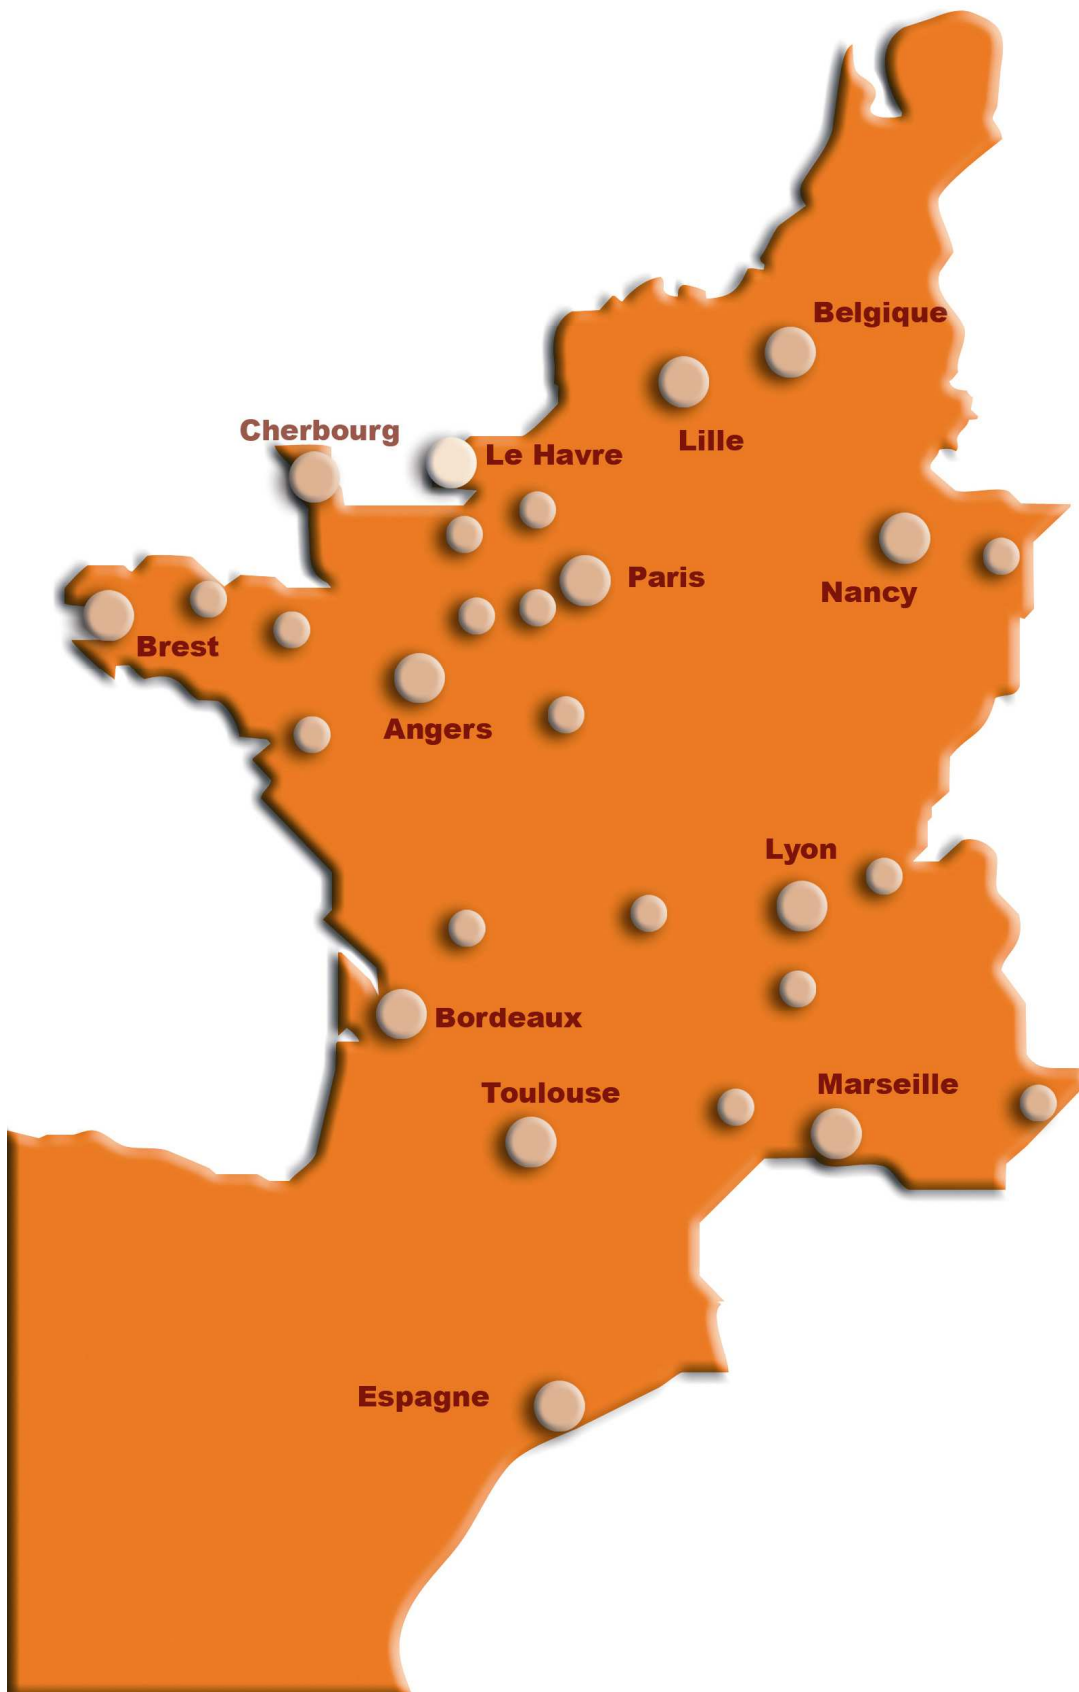 Belgique
Cherbourg
Lille
Le Havre
Paris
Nancy
Brest
Angers
Lyon
Bordeaux
Marseille
Toulouse
Espagne